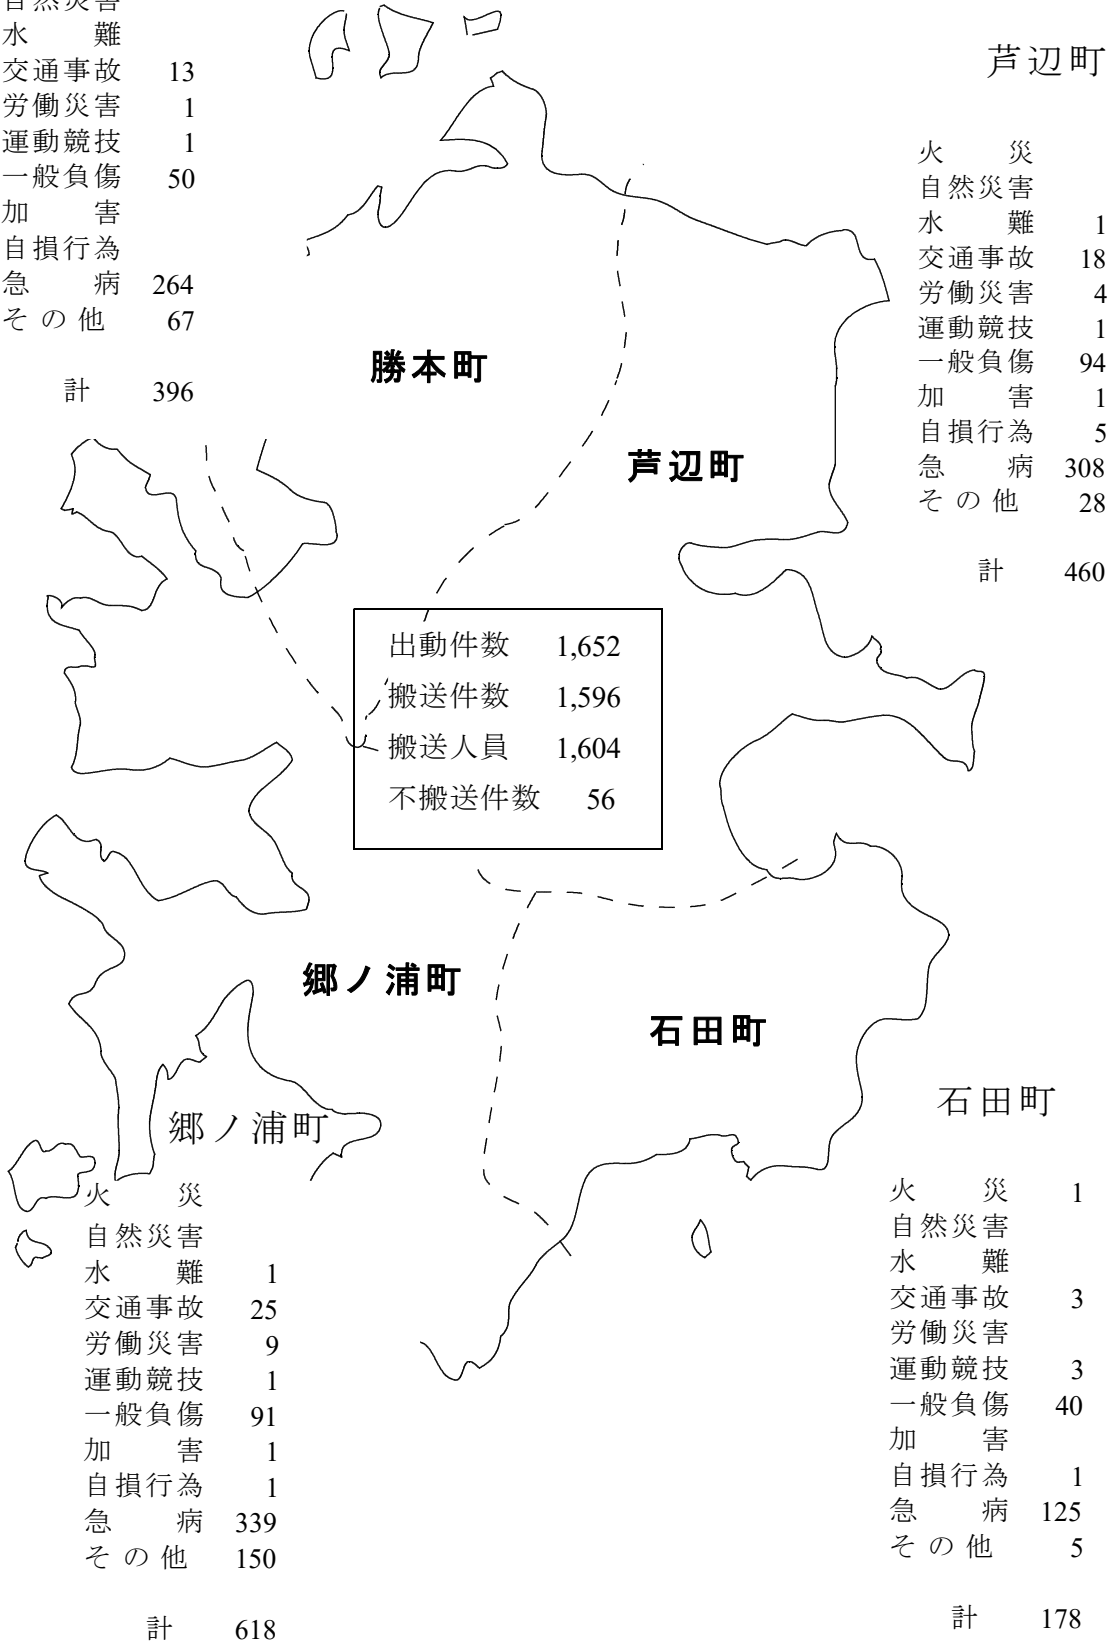 自然災害
水　　難
交通事故　13
労働災害　1
運動競技　1
一般負傷　50
加　　害
自損行為
急　　病　264
その他　67
計　396
芦辺町
火　　災
自然災害
水　　難　1
交通事故　18
労働災害　4
運動競技　1
一般負傷　94
加　　害　1
自損行為　5
急　　病　308
その他　28
計　460
勝本町
芦辺町
出動件数　1,652
搬送件数　1,596
搬送人員　1,604
不搬送件数　56
郷ノ浦町
石田町
郷ノ浦町
火　　災
自然災害
水　　難　1
交通事故　25
労働災害　9
運動競技　1
一般負傷　91
加　　害　1
自損行為　1
急　　病　339
その他　150
計　618
石田町
火　　災　1
自然災害
水　　難
交通事故　3
労働災害
運動競技　3
一般負傷　40
加　　害
自損行為　1
急　　病　125
その他　5
計　178